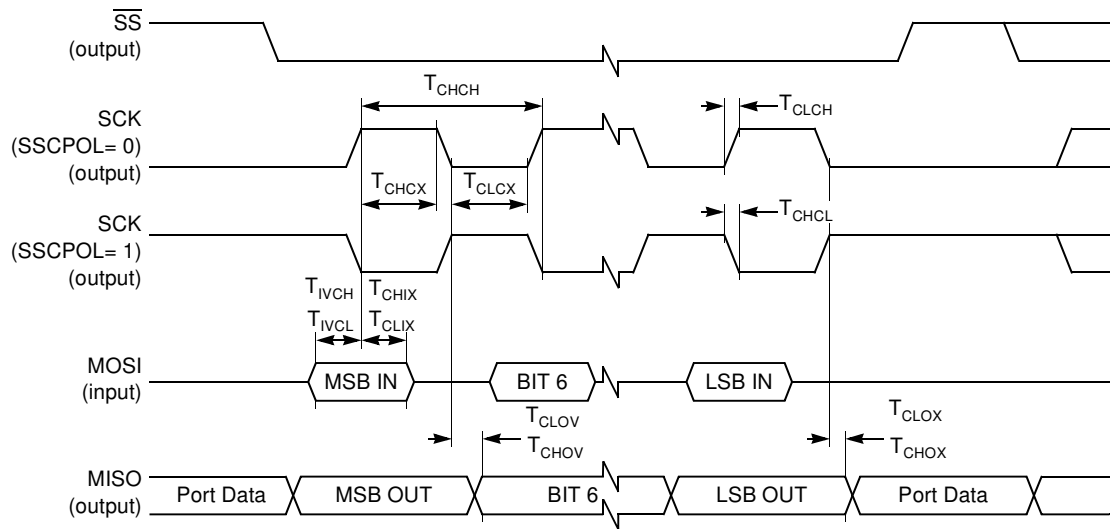 SS
(output)
T_CHCH
T_CLCH
SCK
(SSCPOL= 0)
(output)
T_CHCX
T_CLCX
SCK
(SSCPOL= 1)
(output)
T_CHCL
T_IVCH
T_CHIX
T_IVCL
T_CLIX
MOSI
(input)
MSB IN
BIT 6
LSB IN
T_CLOV
T_CHOV
T_CLOX
T_CHOX
MISO
(output)
Port Data
MSB OUT
BIT 6
LSB OUT
Port Data